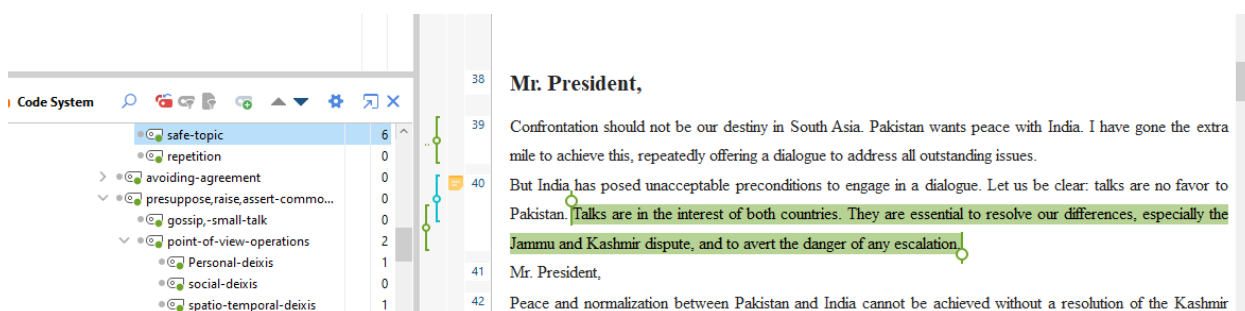 Code System
safe-topic 6
repetition 0
avoiding-agreement 0
presuppose,raise,assert-commo... 0
gossip,-small-talk 0
point-of-view-operations 2
Personal-deixis 1
social-deixis 0
spatio-temporal-deixis 1
..
38 Mr. President,
39 Confrontation should not be our destiny in South Asia. Pakistan wants peace with India. I have gone the extra
mile to achieve this, repeatedly offering a dialogue to address all outstanding issues.
40 But India has posed unacceptable preconditions to engage in a dialogue. Let us be clear: talks are no favor to
Pakistan. Talks are in the interest of both countries. They are essential to resolve our differences, especially the
Jammu and Kashmir dispute, and to avert the danger of any escalation.
41 Mr. President,
42 Peace and normalization between Pakistan and India cannot be achieved without a resolution of the Kashmir